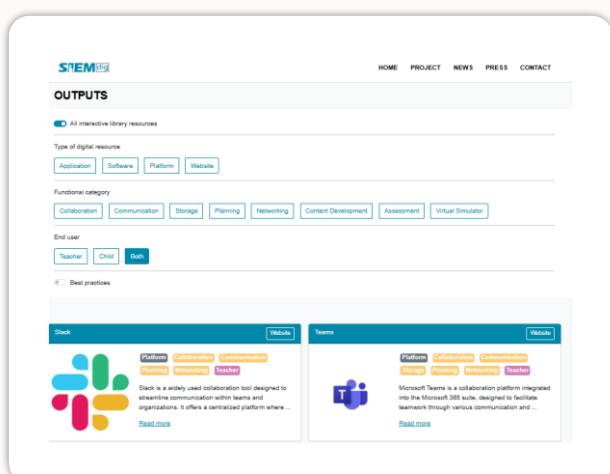 STEMdig
HOME PROJECT NEWS PRESS CONTACT
OUTPUTS
All interactive library resources
Type of digital resource
Application Software Platform Website
Functional category
Collaboration Communication Storage Planning Networking Content Development Assessment Virtual Simulator
End user
Teacher Child Both
Best practices
Slack Website
Platform Collaboration Communication
Planning Networking Teacher
Slack is a widely used collaboration tool designed to
streamline communication within teams and
organizations. It offers a centralized platform where ...
Read more
Teams Website
Platform Collaboration Communication
Storage Planning Networking Teacher
T
Microsoft Teams is a collaboration platform integrated
into the Microsoft 365 suite, designed to facilitate
teamwork through various communication and ...
Read more